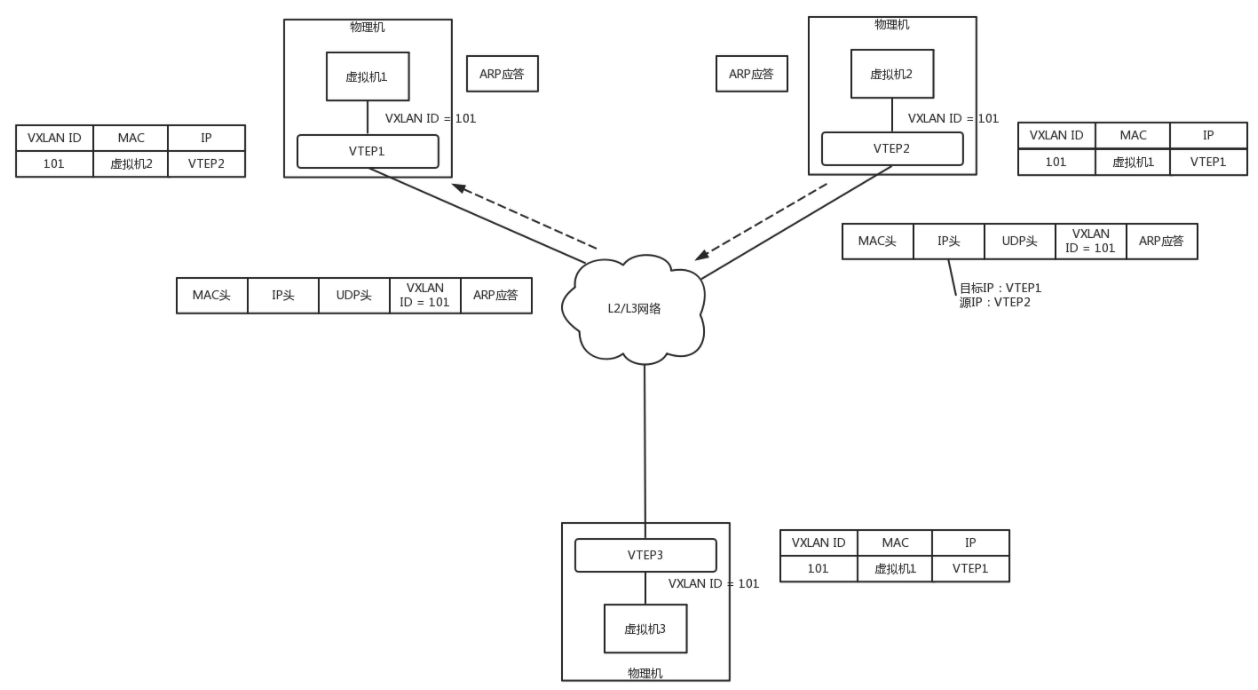 物理机
虚拟机1
ARP应答
VXLAN ID = 101
VTEP1
VXLAN ID MAC IP
101 虚拟机2 VTEP2
物理机
虚拟机2
ARP应答
VXLAN ID = 101
VTEP2
VXLAN ID MAC IP
101 虚拟机1 VTEP1
MAC头 IP头 UDP头 VXLAN ID = 101 ARP应答
目标IP：VTEP1
源IP：VTEP2
MAC头 IP头 UDP头 VXLAN ID = 101 ARP应答
L2/L3网络
VTEP3
VXLAN ID = 101
虚拟机3
物理机
VXLAN ID MAC IP
101 虚拟机1 VTEP1